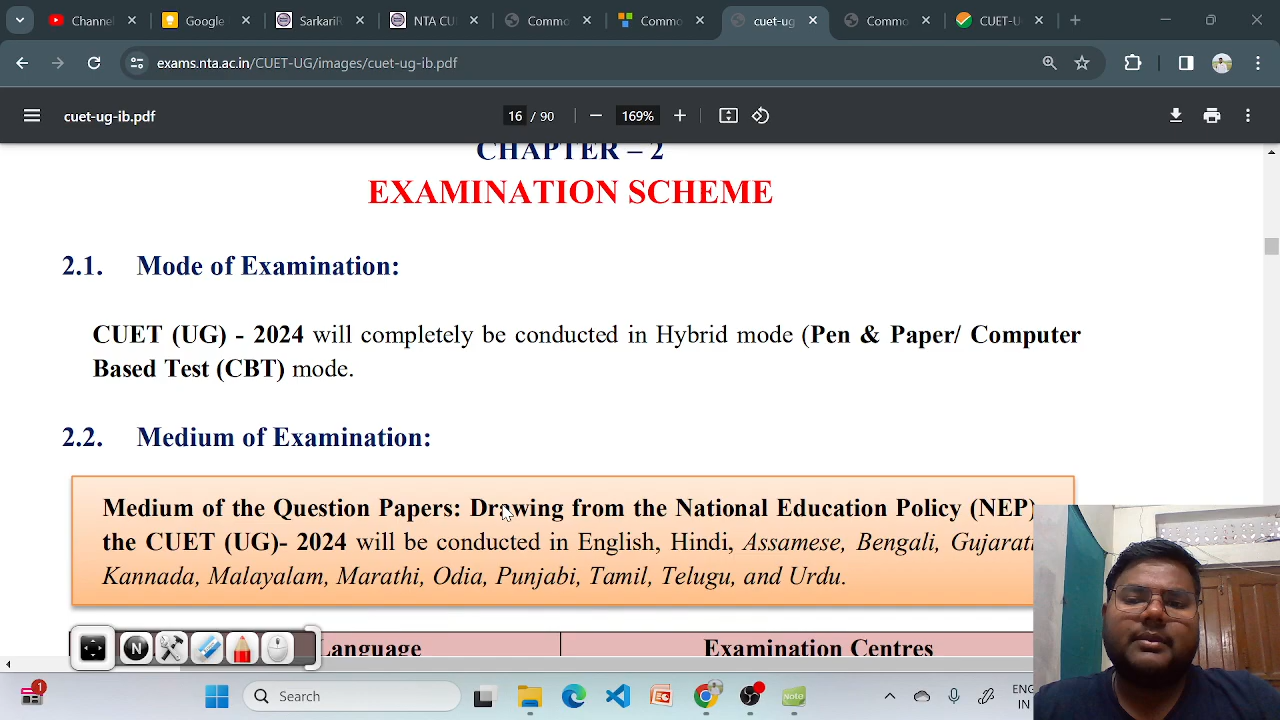 Channel
Google
SarkariR
NTA CU
Commo
Commo
cuet-ug
Commo
CUET-U
exams.nta.ac.in/CUET-UG/images/cuet-ug-ib.pdf
cuet-ug-ib.pdf
16 / 90
169%
CHAPTER – 2
EXAMINATION SCHEME
2.1. Mode of Examination:
CUET (UG) - 2024 will completely be conducted in Hybrid mode (Pen & Paper/ Computer
Based Test (CBT) mode.
2.2. Medium of Examination:
Medium of the Question Papers: Drawing from the National Education Policy (NEP)
the CUET (UG)- 2024 will be conducted in English, Hindi, Assamese, Bengali, Gujarati
Kannada, Malayalam, Marathi, Odia, Punjabi, Tamil, Telugu, and Urdu.
Language
Examination Centres
N
1
Search
Note
ENG
IN